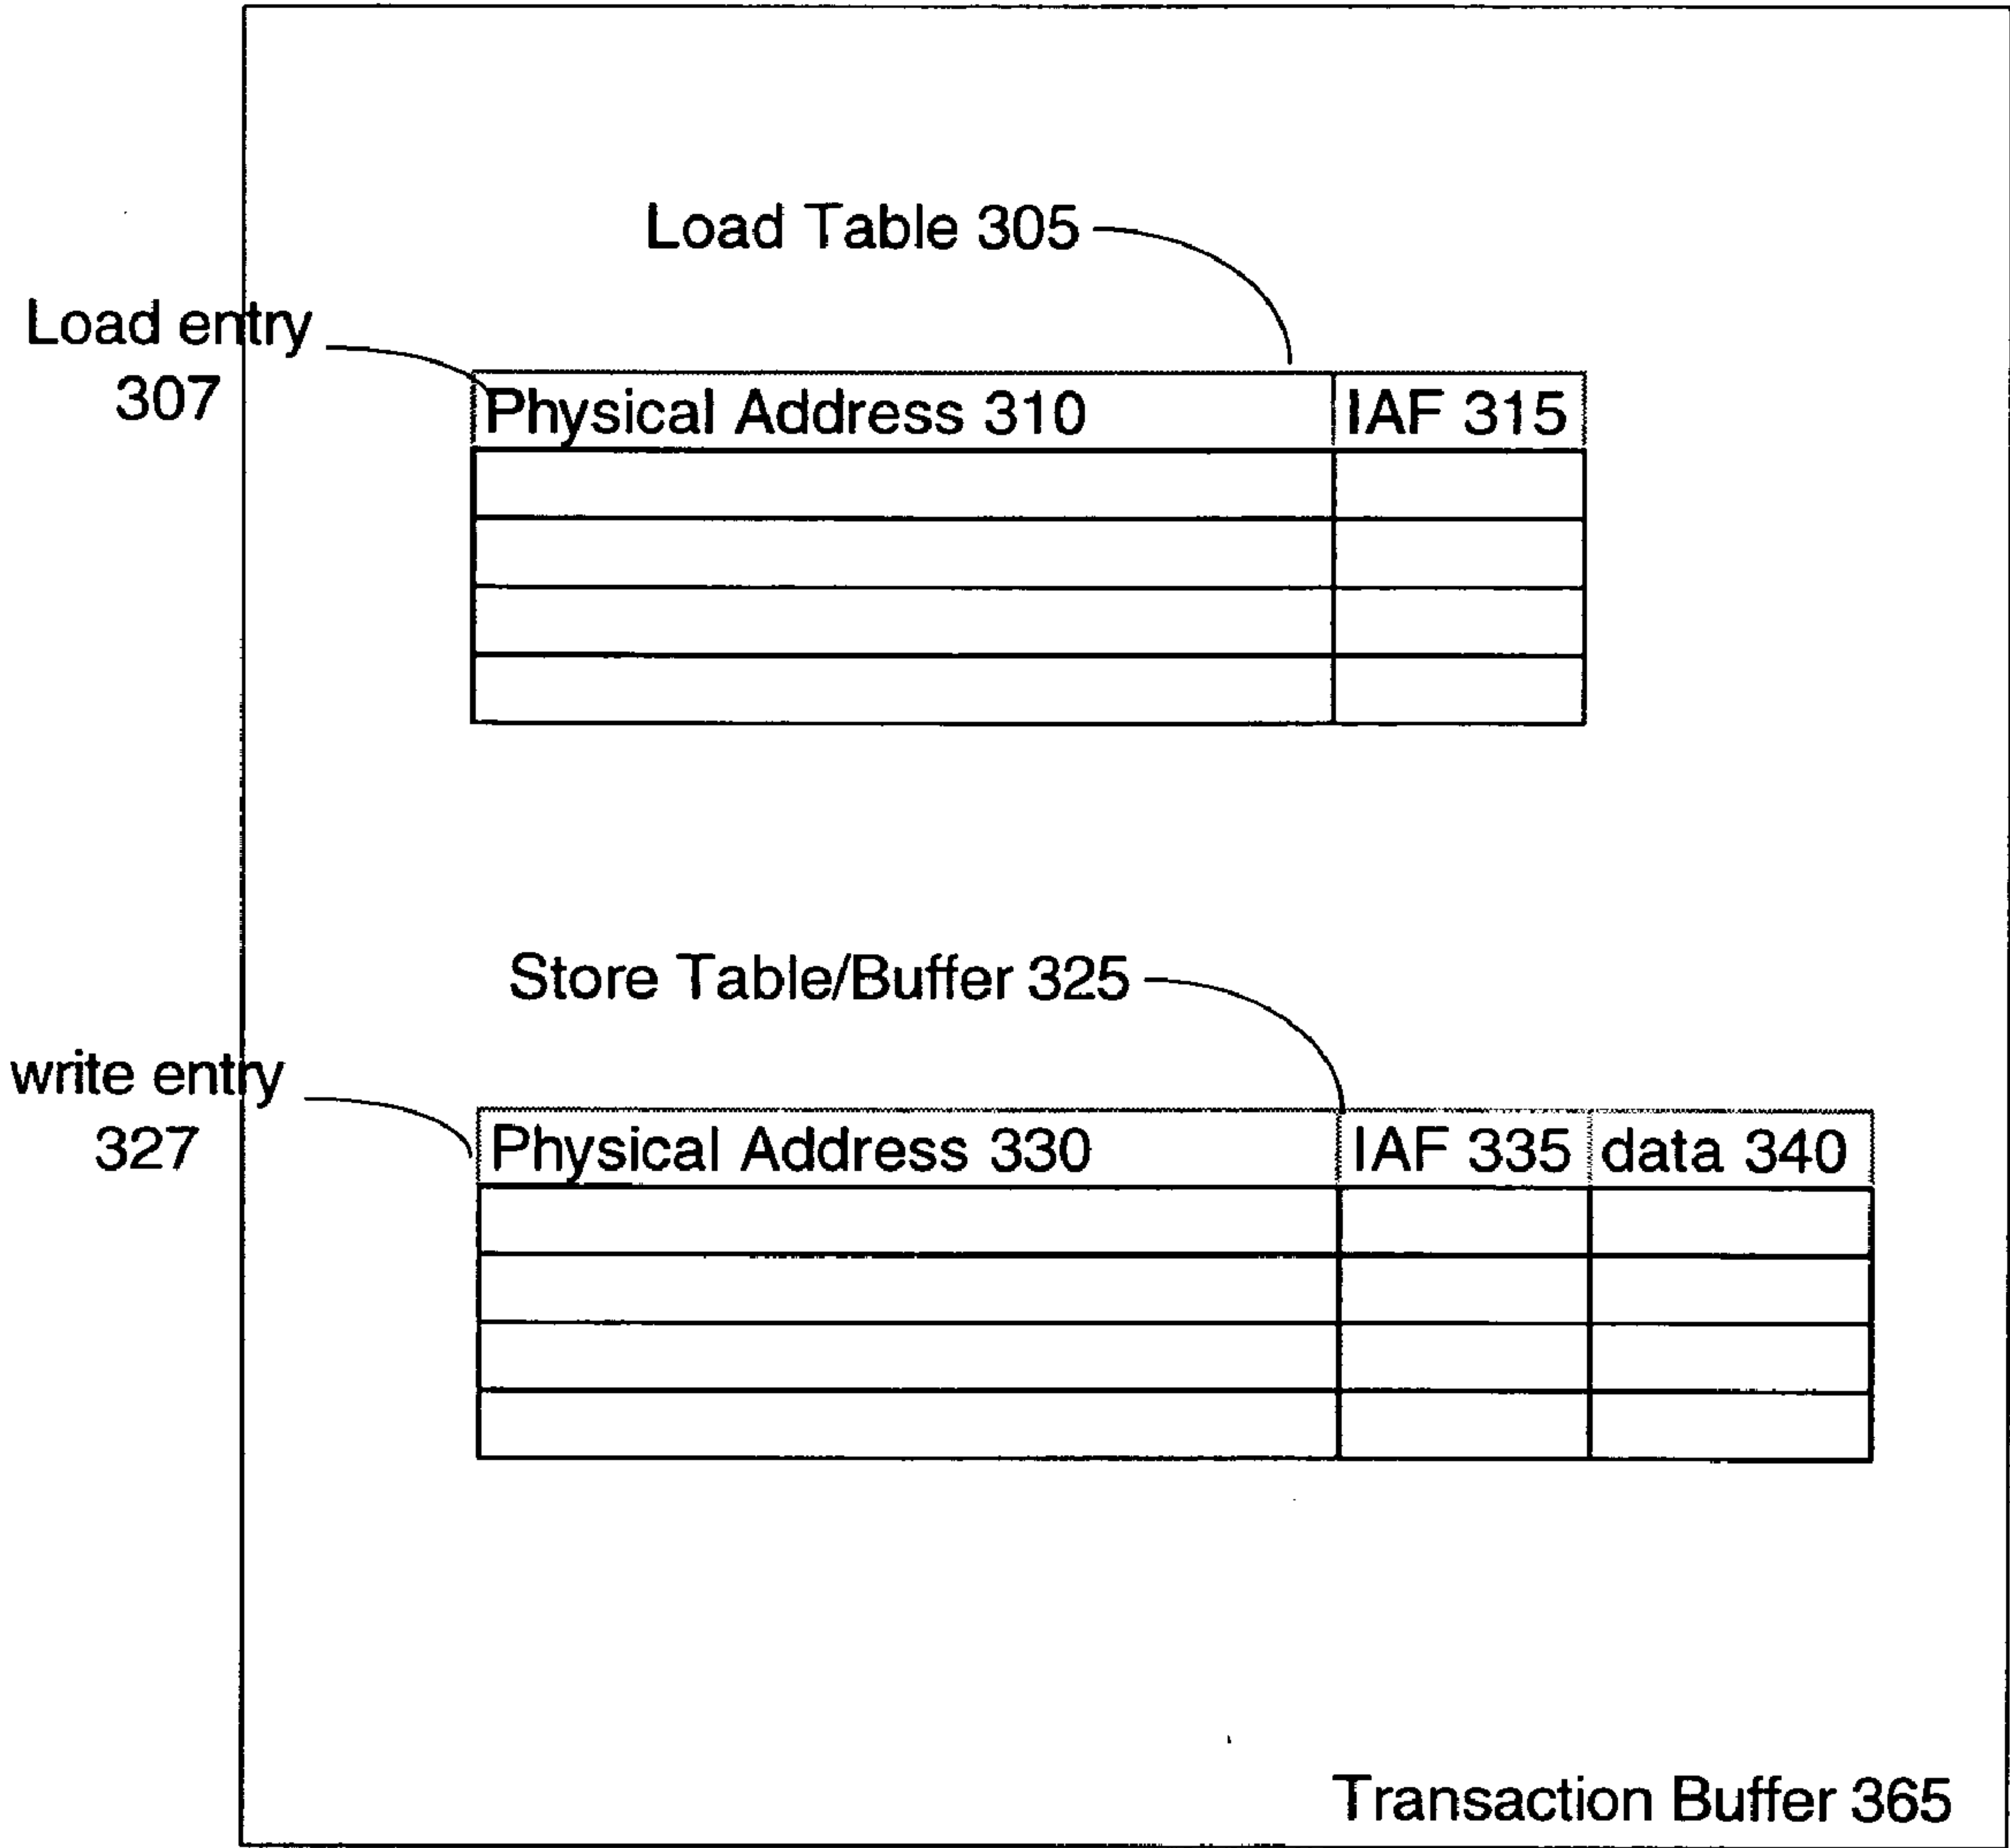 Load Table 305
Load entry
307
Physical Address 310 IAF 315
Store Table/Buffer 325
write entry
327
Physical Address 330 IAF 335 data 340
Transaction Buffer 365